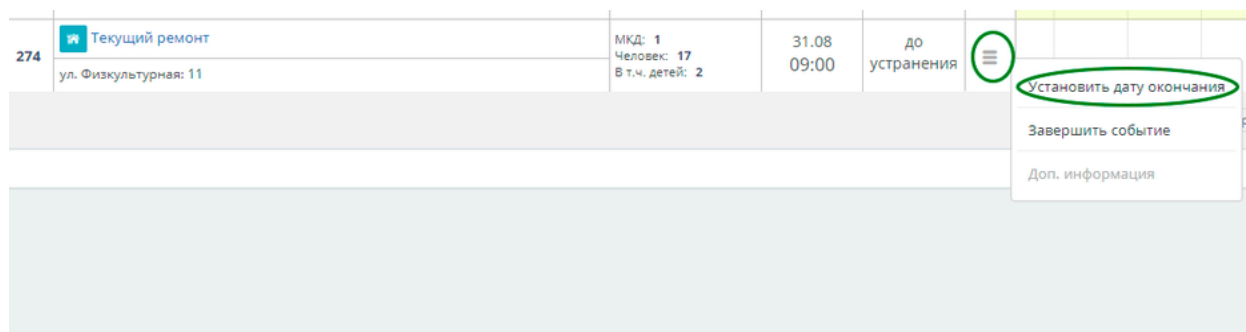 274
Текущий ремонт
ул. Физкультурная: 11
МКД: 1
Человек: 17
В т.ч. детей: 2
31.08
09:00
до
устранения
Установить дату окончания
Завершить событие
Доп. информация